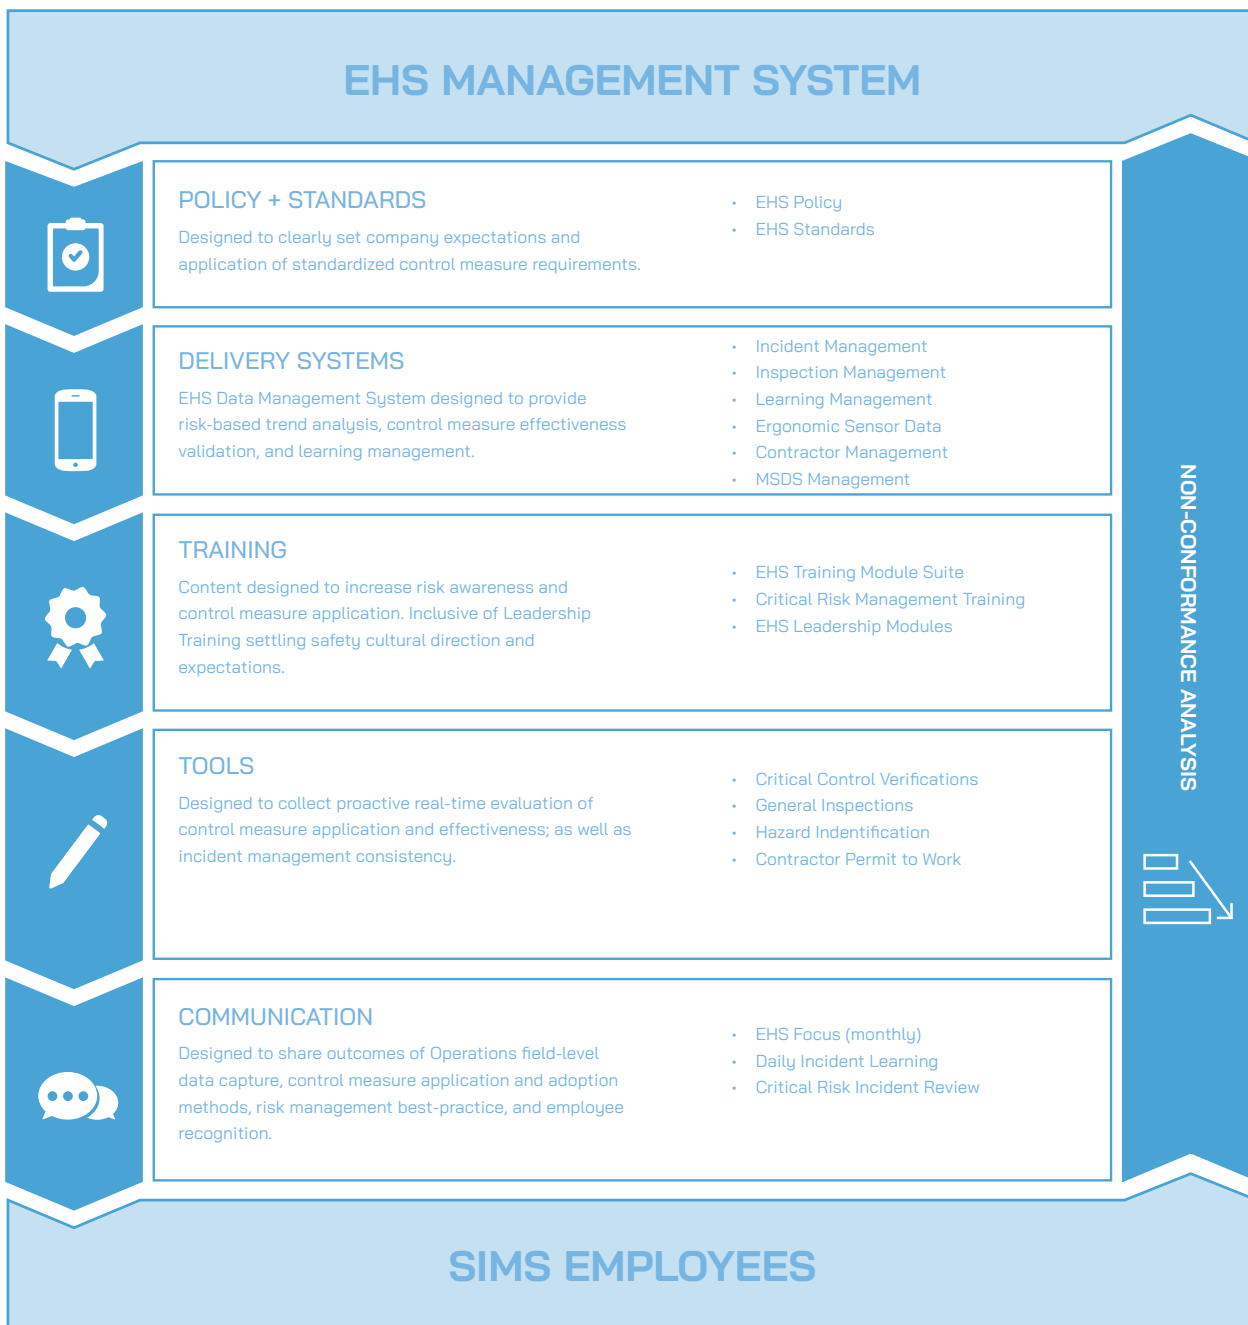 EHS MANAGEMENT SYSTEM
POLICY + STANDARDS
Designed to clearly set company expectations and
application of standardized control measure requirements.
• EHS Policy
• EHS Standards
DELIVERY SYSTEMS
EHS Data Management System designed to provide
risk-based trend analysis, control measure effectiveness
validation, and learning management.
• Incident Management
• Inspection Management
• Learning Management
• Ergonomic Sensor Data
• Contractor Management
• MSDS Management
TRAINING
Content designed to increase risk awareness and
control measure application. Inclusive of Leadership
Training settling safety cultural direction and
expectations.
• EHS Training Module Suite
• Critical Risk Management Training
• EHS Leadership Modules
TOOLS
Designed to collect proactive real-time evaluation of
control measure application and effectiveness; as well as
incident management consistency.
• Critical Control Verifications
• General Inspections
• Hazard Indentification
• Contractor Permit to Work
COMMUNICATION
Designed to share outcomes of Operations field-level
data capture, control measure application and adoption
methods, risk management best-practice, and employee
recognition.
• EHS Focus (monthly)
• Daily Incident Learning
• Critical Risk Incident Review
NON-CONFORMANCE ANALYSIS
SIMS EMPLOYEES